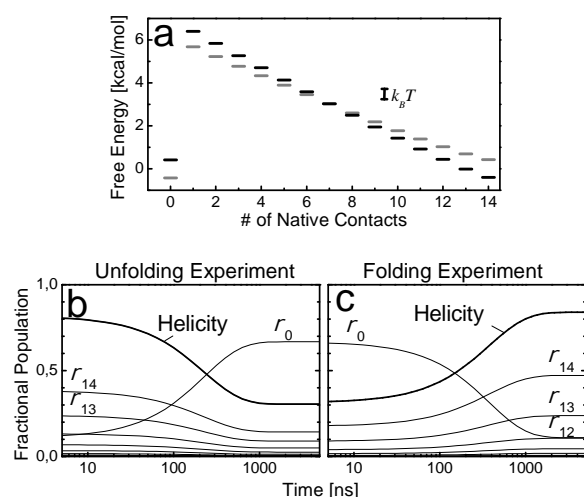 a
Free Energy [kcal/mol]
6
4
2
0
k_BT
0 2 4 6 8 10 12 14
# of Native Contacts
Unfolding Experiment
Folding Experiment
Fractional Population
1,0
0,5
0,0
b
Helicity
r_0
r_14
r_13
10 100 1000
c
Helicity
r_0
r_14
r_13
r_12
10 100 1000
Time [ns]